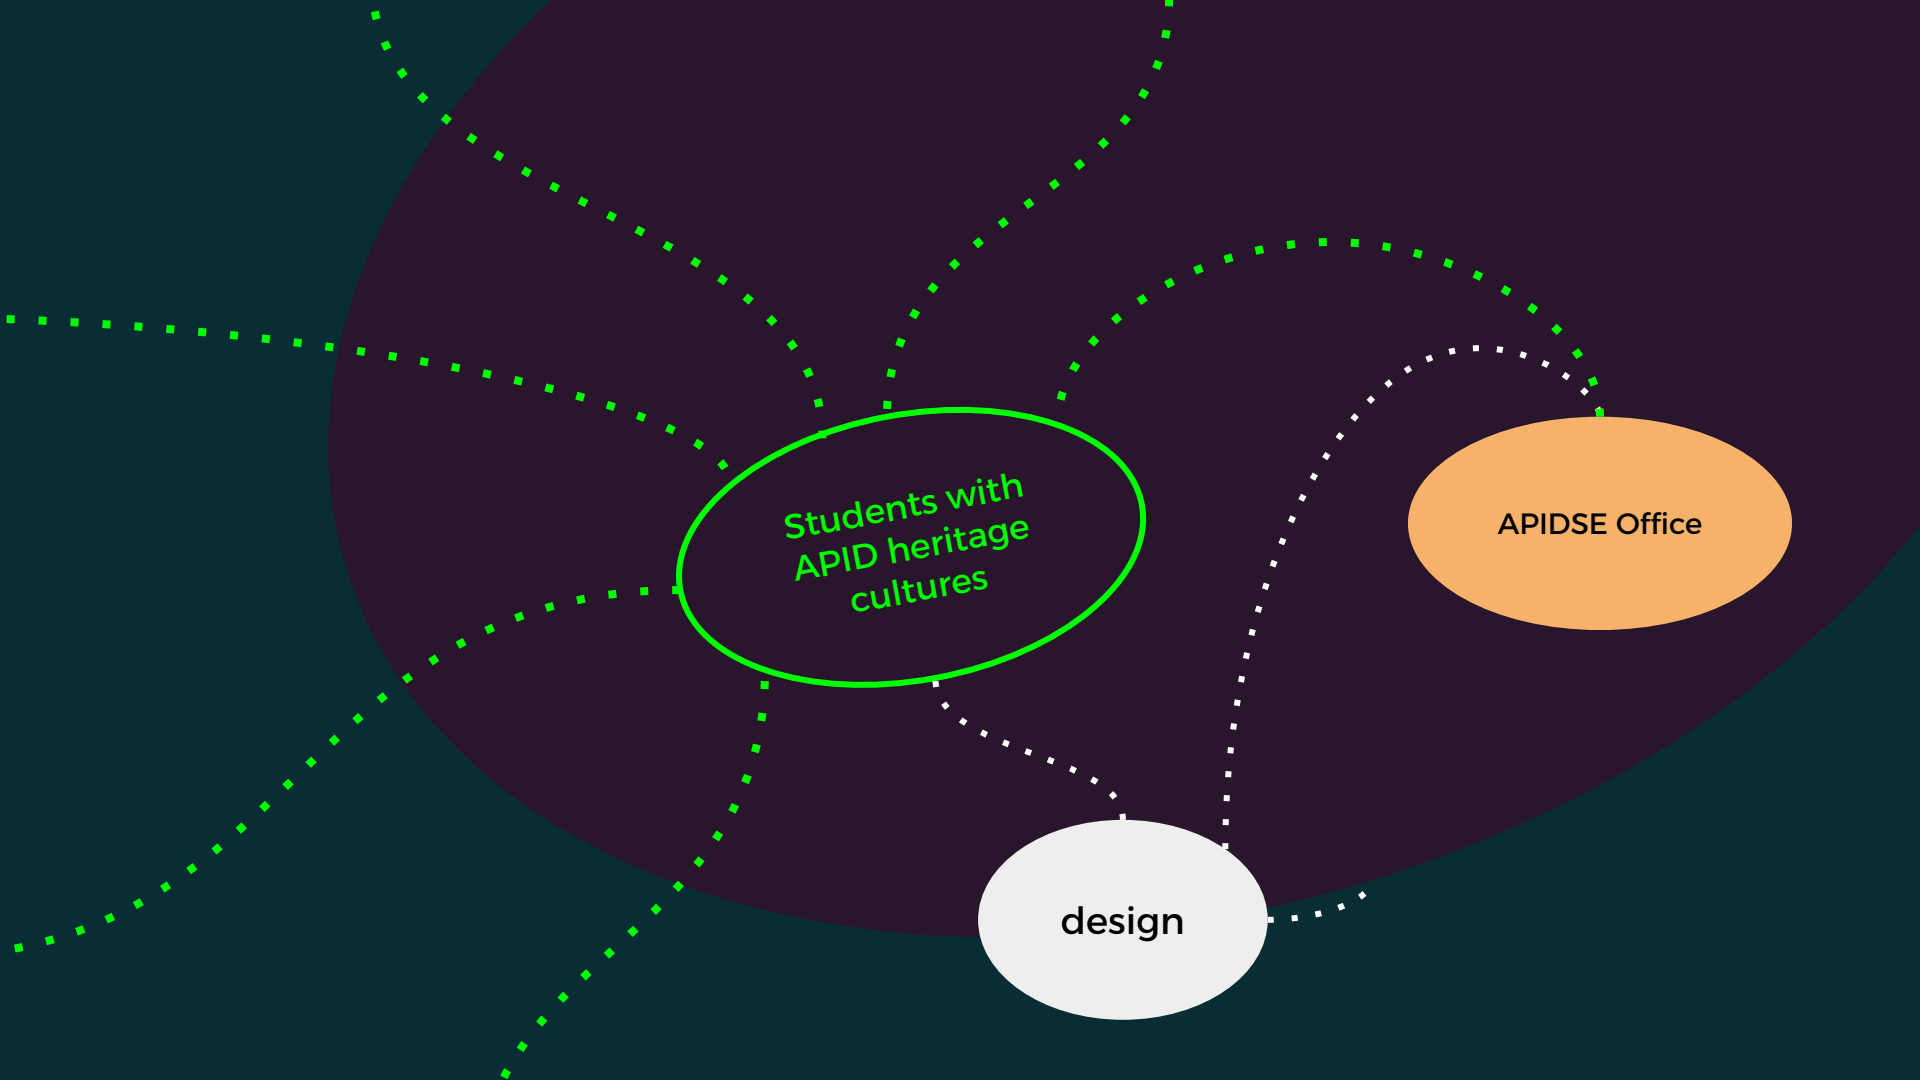 Students with
APID heritage
cultures
APIDSE Office
design